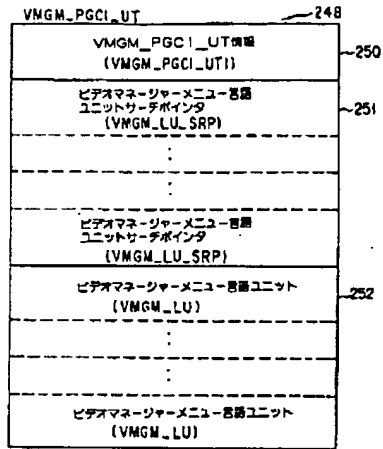 VMGM_PGCI_UT
248
VMGM_PGCI_UT情報
(VMGM_PGCI_UTI)
250
ビデオマネージャーメニュー言語
ユニットサーチポインタ
(VMGM_LU_SRP)
251
ビデオマネージャーメニュー言語
ユニットサーチポインタ
(VMGM_LU_SRP)
ビデオマネージャーメニュー言語ユニット
(VMGM_LU)
252
ビデオマネージャーメニュー言語ユニット
(VMGM_LU)